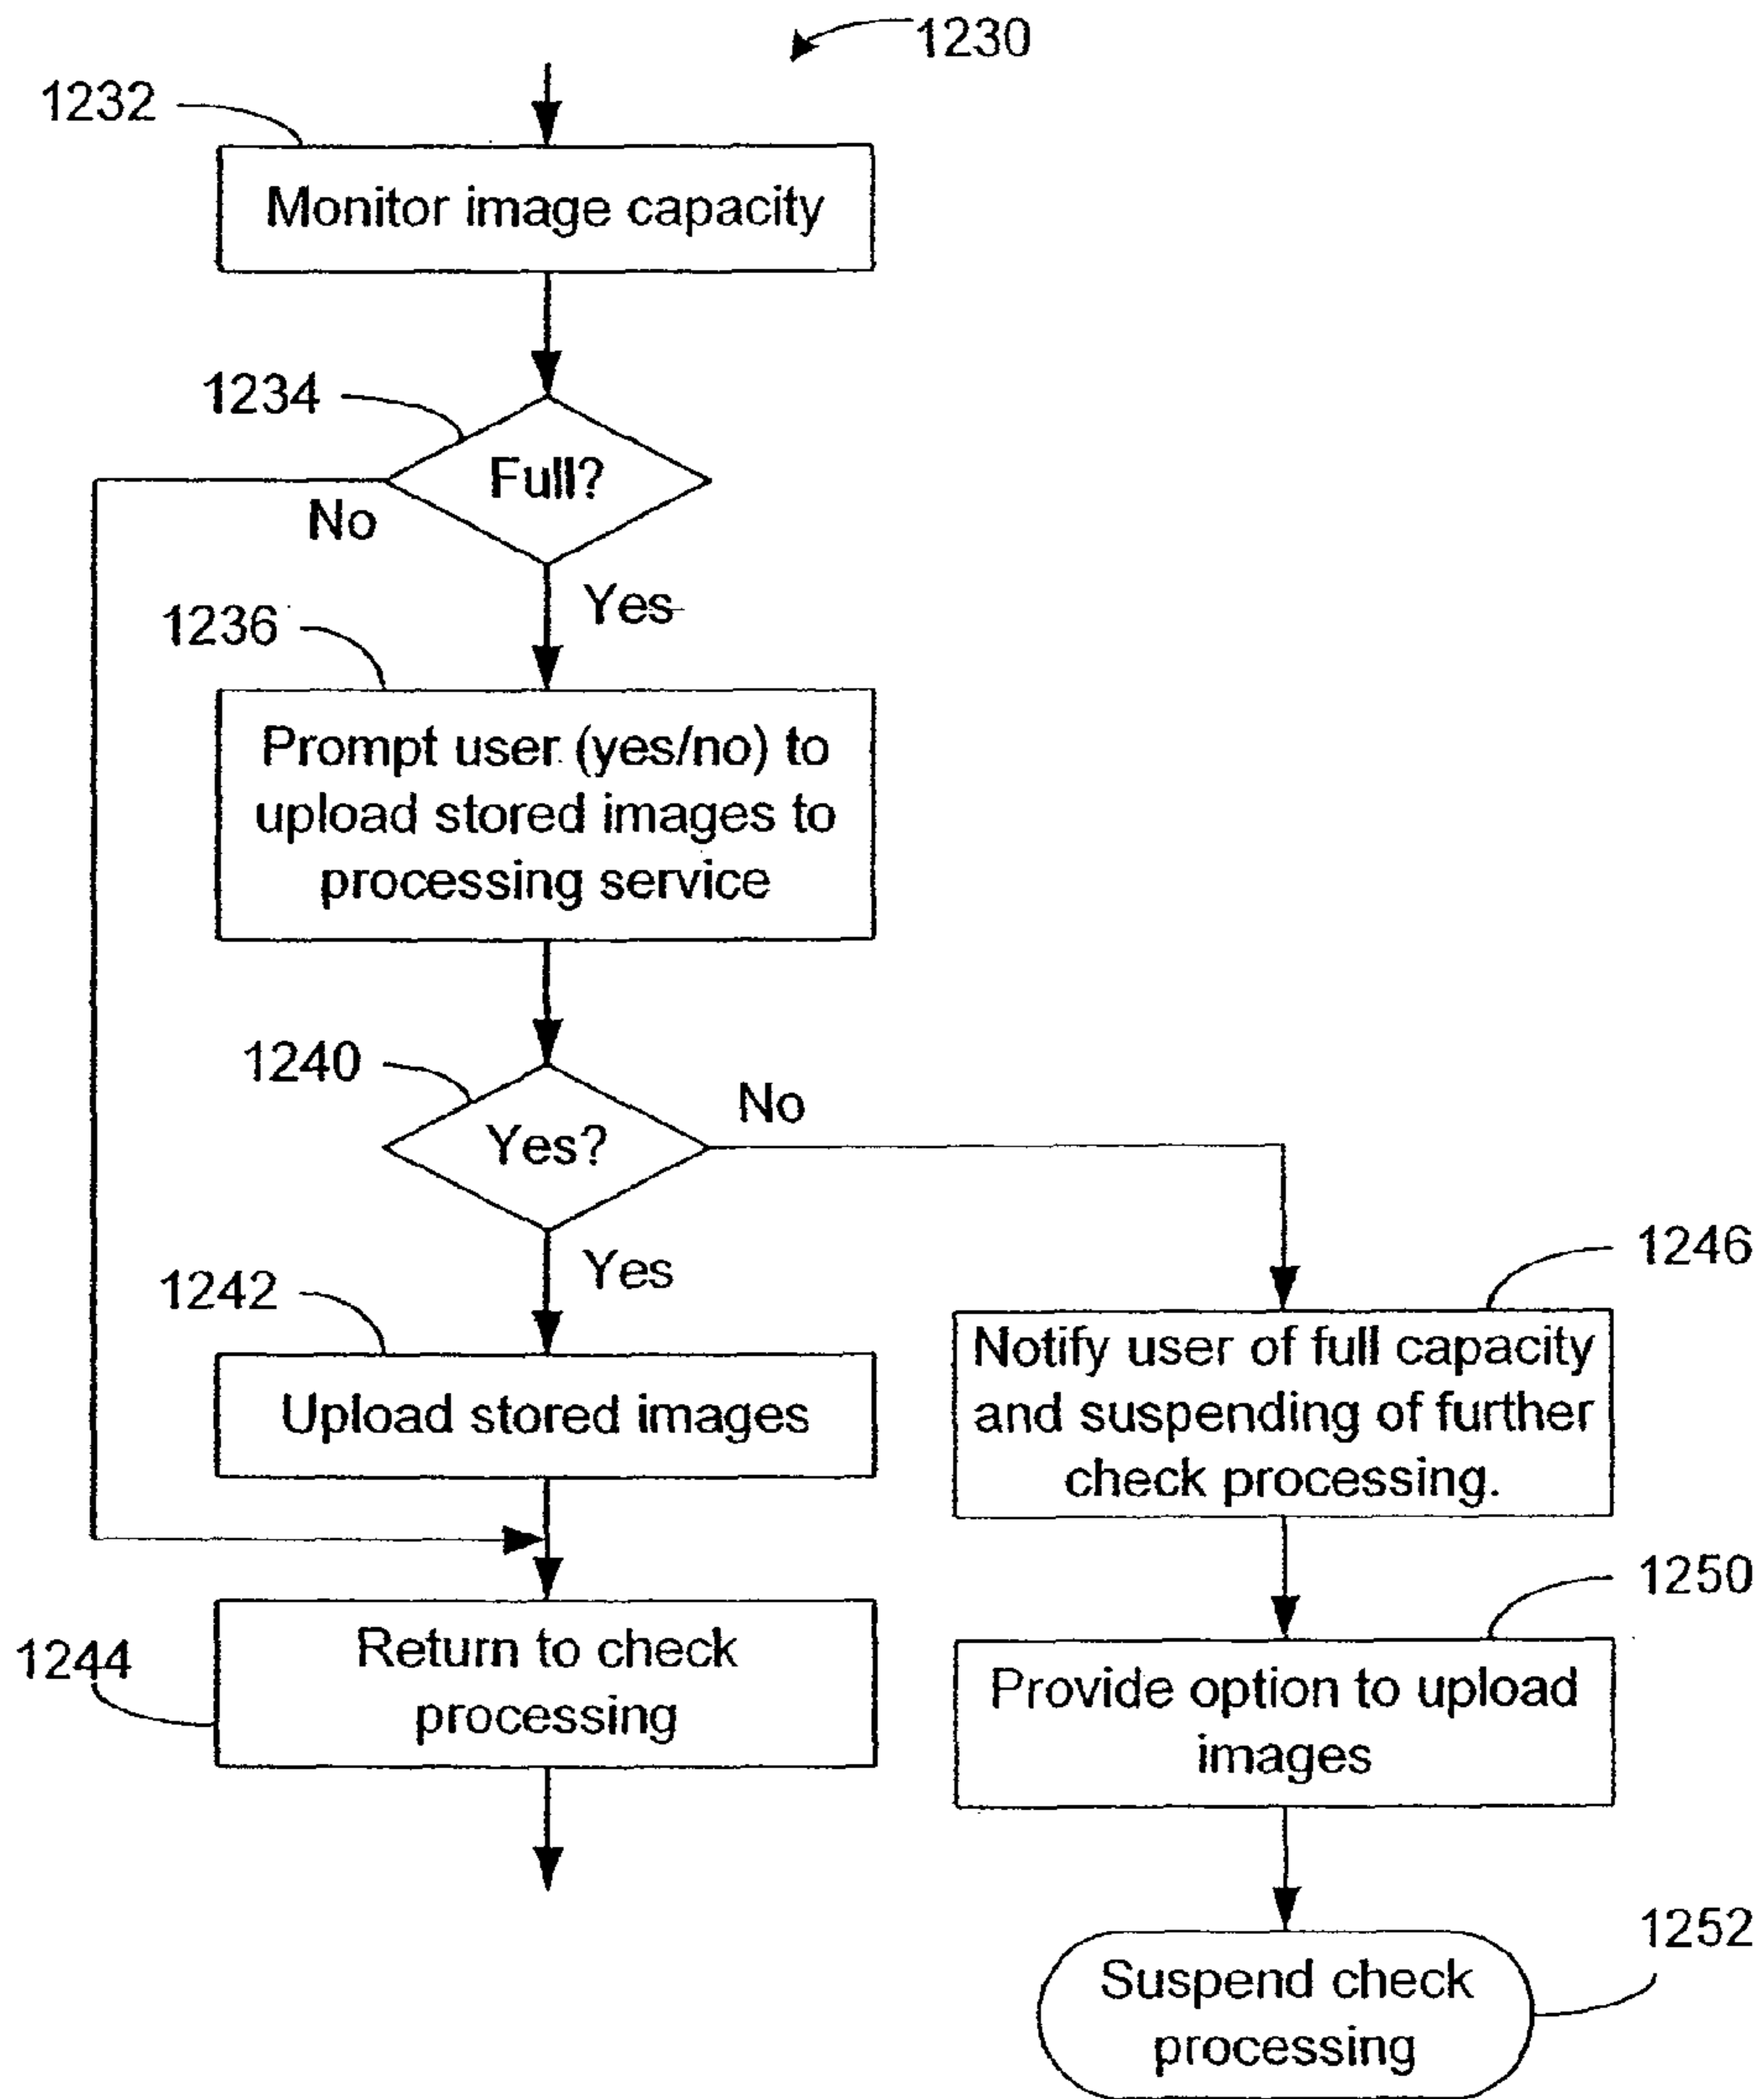 1230
1232
Monitor image capacity
1234
Full?
No
Yes
1236
Prompt user (yes/no) to
upload stored images to
processing service
1240
Yes?
No
Yes
1242
Upload stored images
1244
Return to check
processing
1246
Notify user of full capacity
and suspending of further
check processing.
1250
Provide option to upload
images
1252
Suspend check
processing